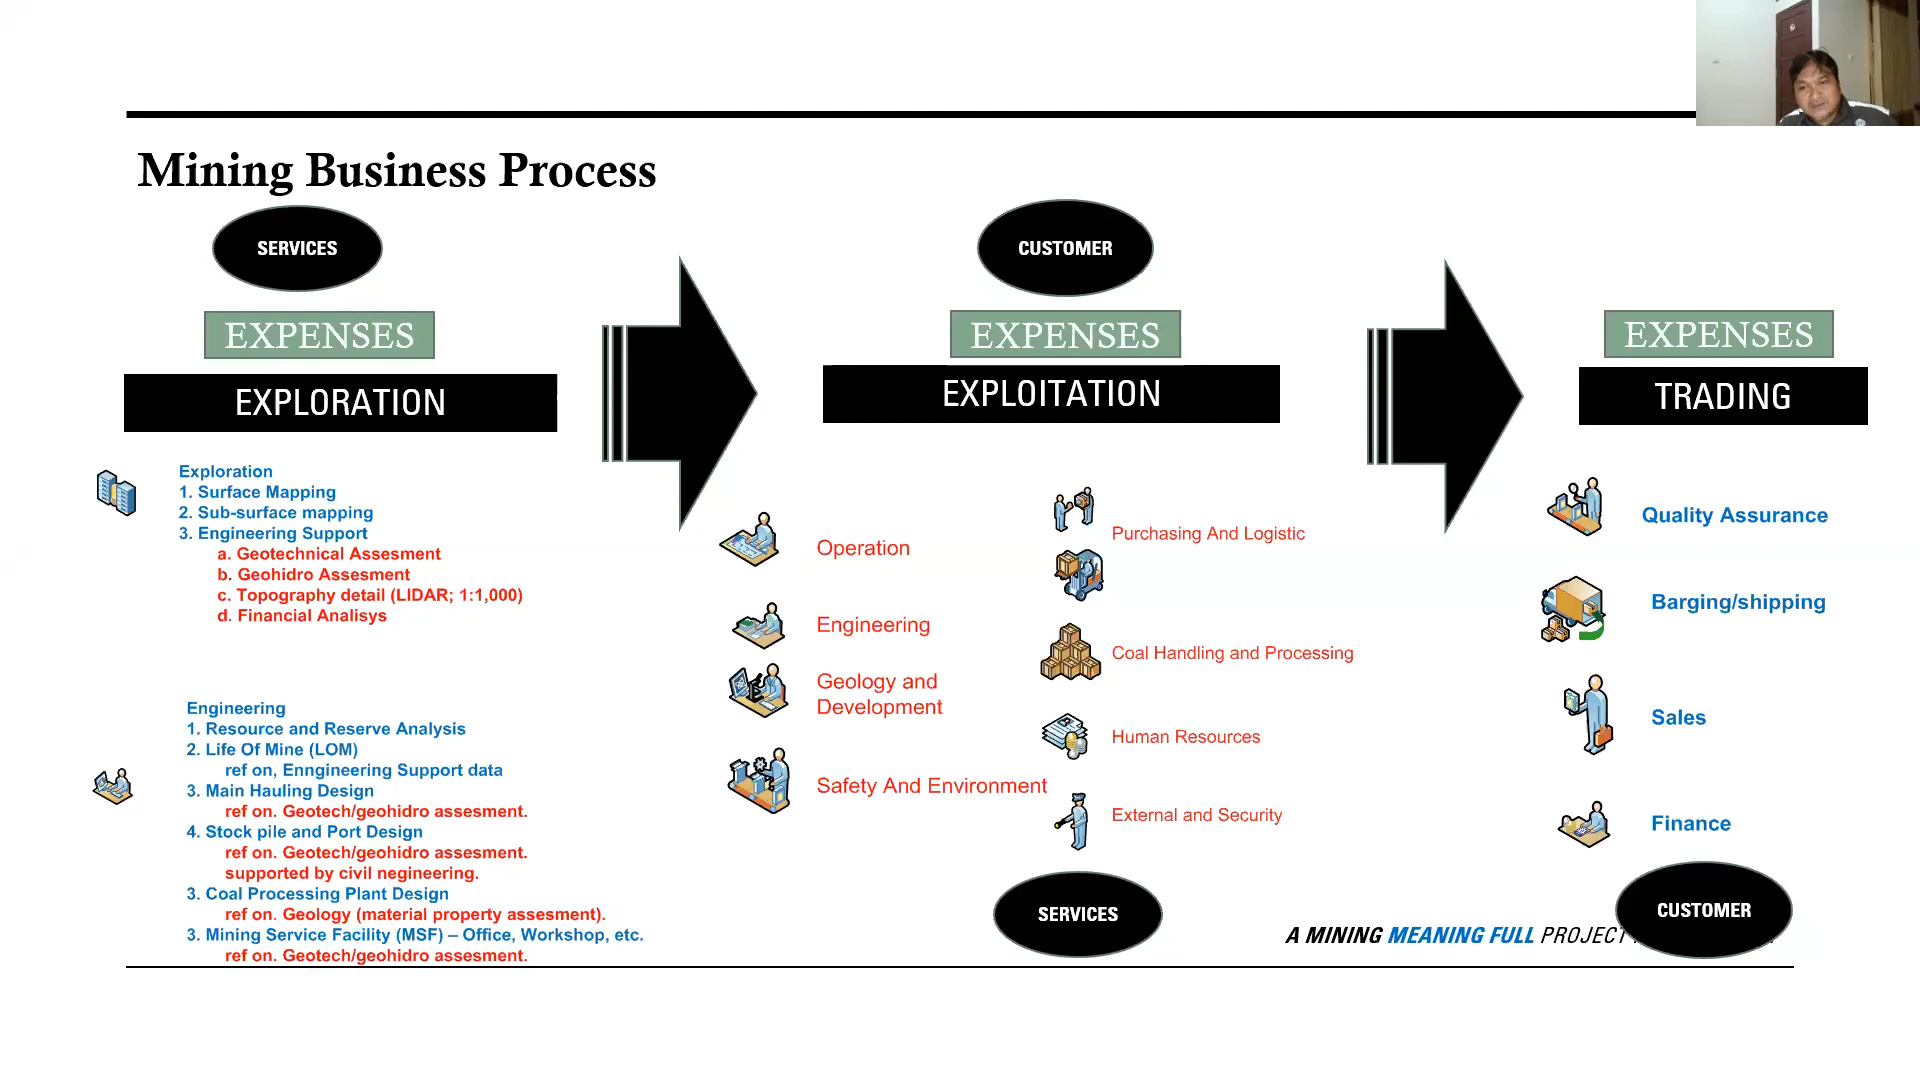 Mining Business Process
SERVICES
EXPENSES
EXPLORATION
Exploration
1. Surface Mapping
2. Sub-surface mapping
3. Engineering Support
a. Geotechnical Assesment
b. Geohidro Assesment
c. Topography detail (LIDAR; 1:1,000)
d. Financial Analisys
Engineering
1. Resource and Reserve Analysis
2. Life Of Mine (LOM)
ref on, Enngineering Support data
3. Main Hauling Design
ref on. Geotech/geohidro assesment.
4. Stock pile and Port Design
ref on. Geotech/geohidro assesment.
supported by civil negineering.
3. Coal Processing Plant Design
ref on. Geology (material property assesment).
3. Mining Service Facility (MSF) – Office, Workshop, etc.
ref on. Geotech/geohidro assesment.
CUSTOMER
EXPENSES
EXPLOITATION
Operation
Engineering
Geology and
Development
Safety And Environment
Purchasing And Logistic
Coal Handling and Processing
Human Resources
External and Security
SERVICES
EXPENSES
TRADING
Quality Assurance
Barging/shipping
Sales
Finance
CUSTOMER
A MINING MEANING FULL PROJECT